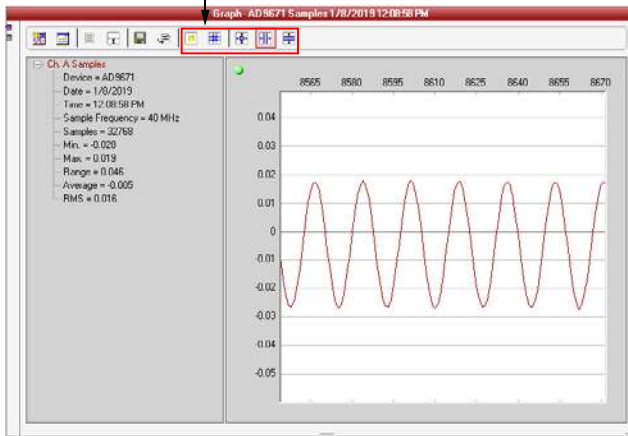 Graph - AD9671 Samples 1/8/2019 12:08:58 PM
Ch. A Samples
Device = AD9671
Date = 1/8/2019
Time = 12:08:58 PM
Sample Frequency = 40 MHz
Samples = 32768
Min. = -0.028
Max. = 0.019
Range = 0.046
Average = -0.005
RMS = 0.016
8565 8580 8595 8610 8625 8640 8655 8670
0.04
0.03
0.02
0.01
0
-0.01
-0.02
-0.03
-0.04
-0.05